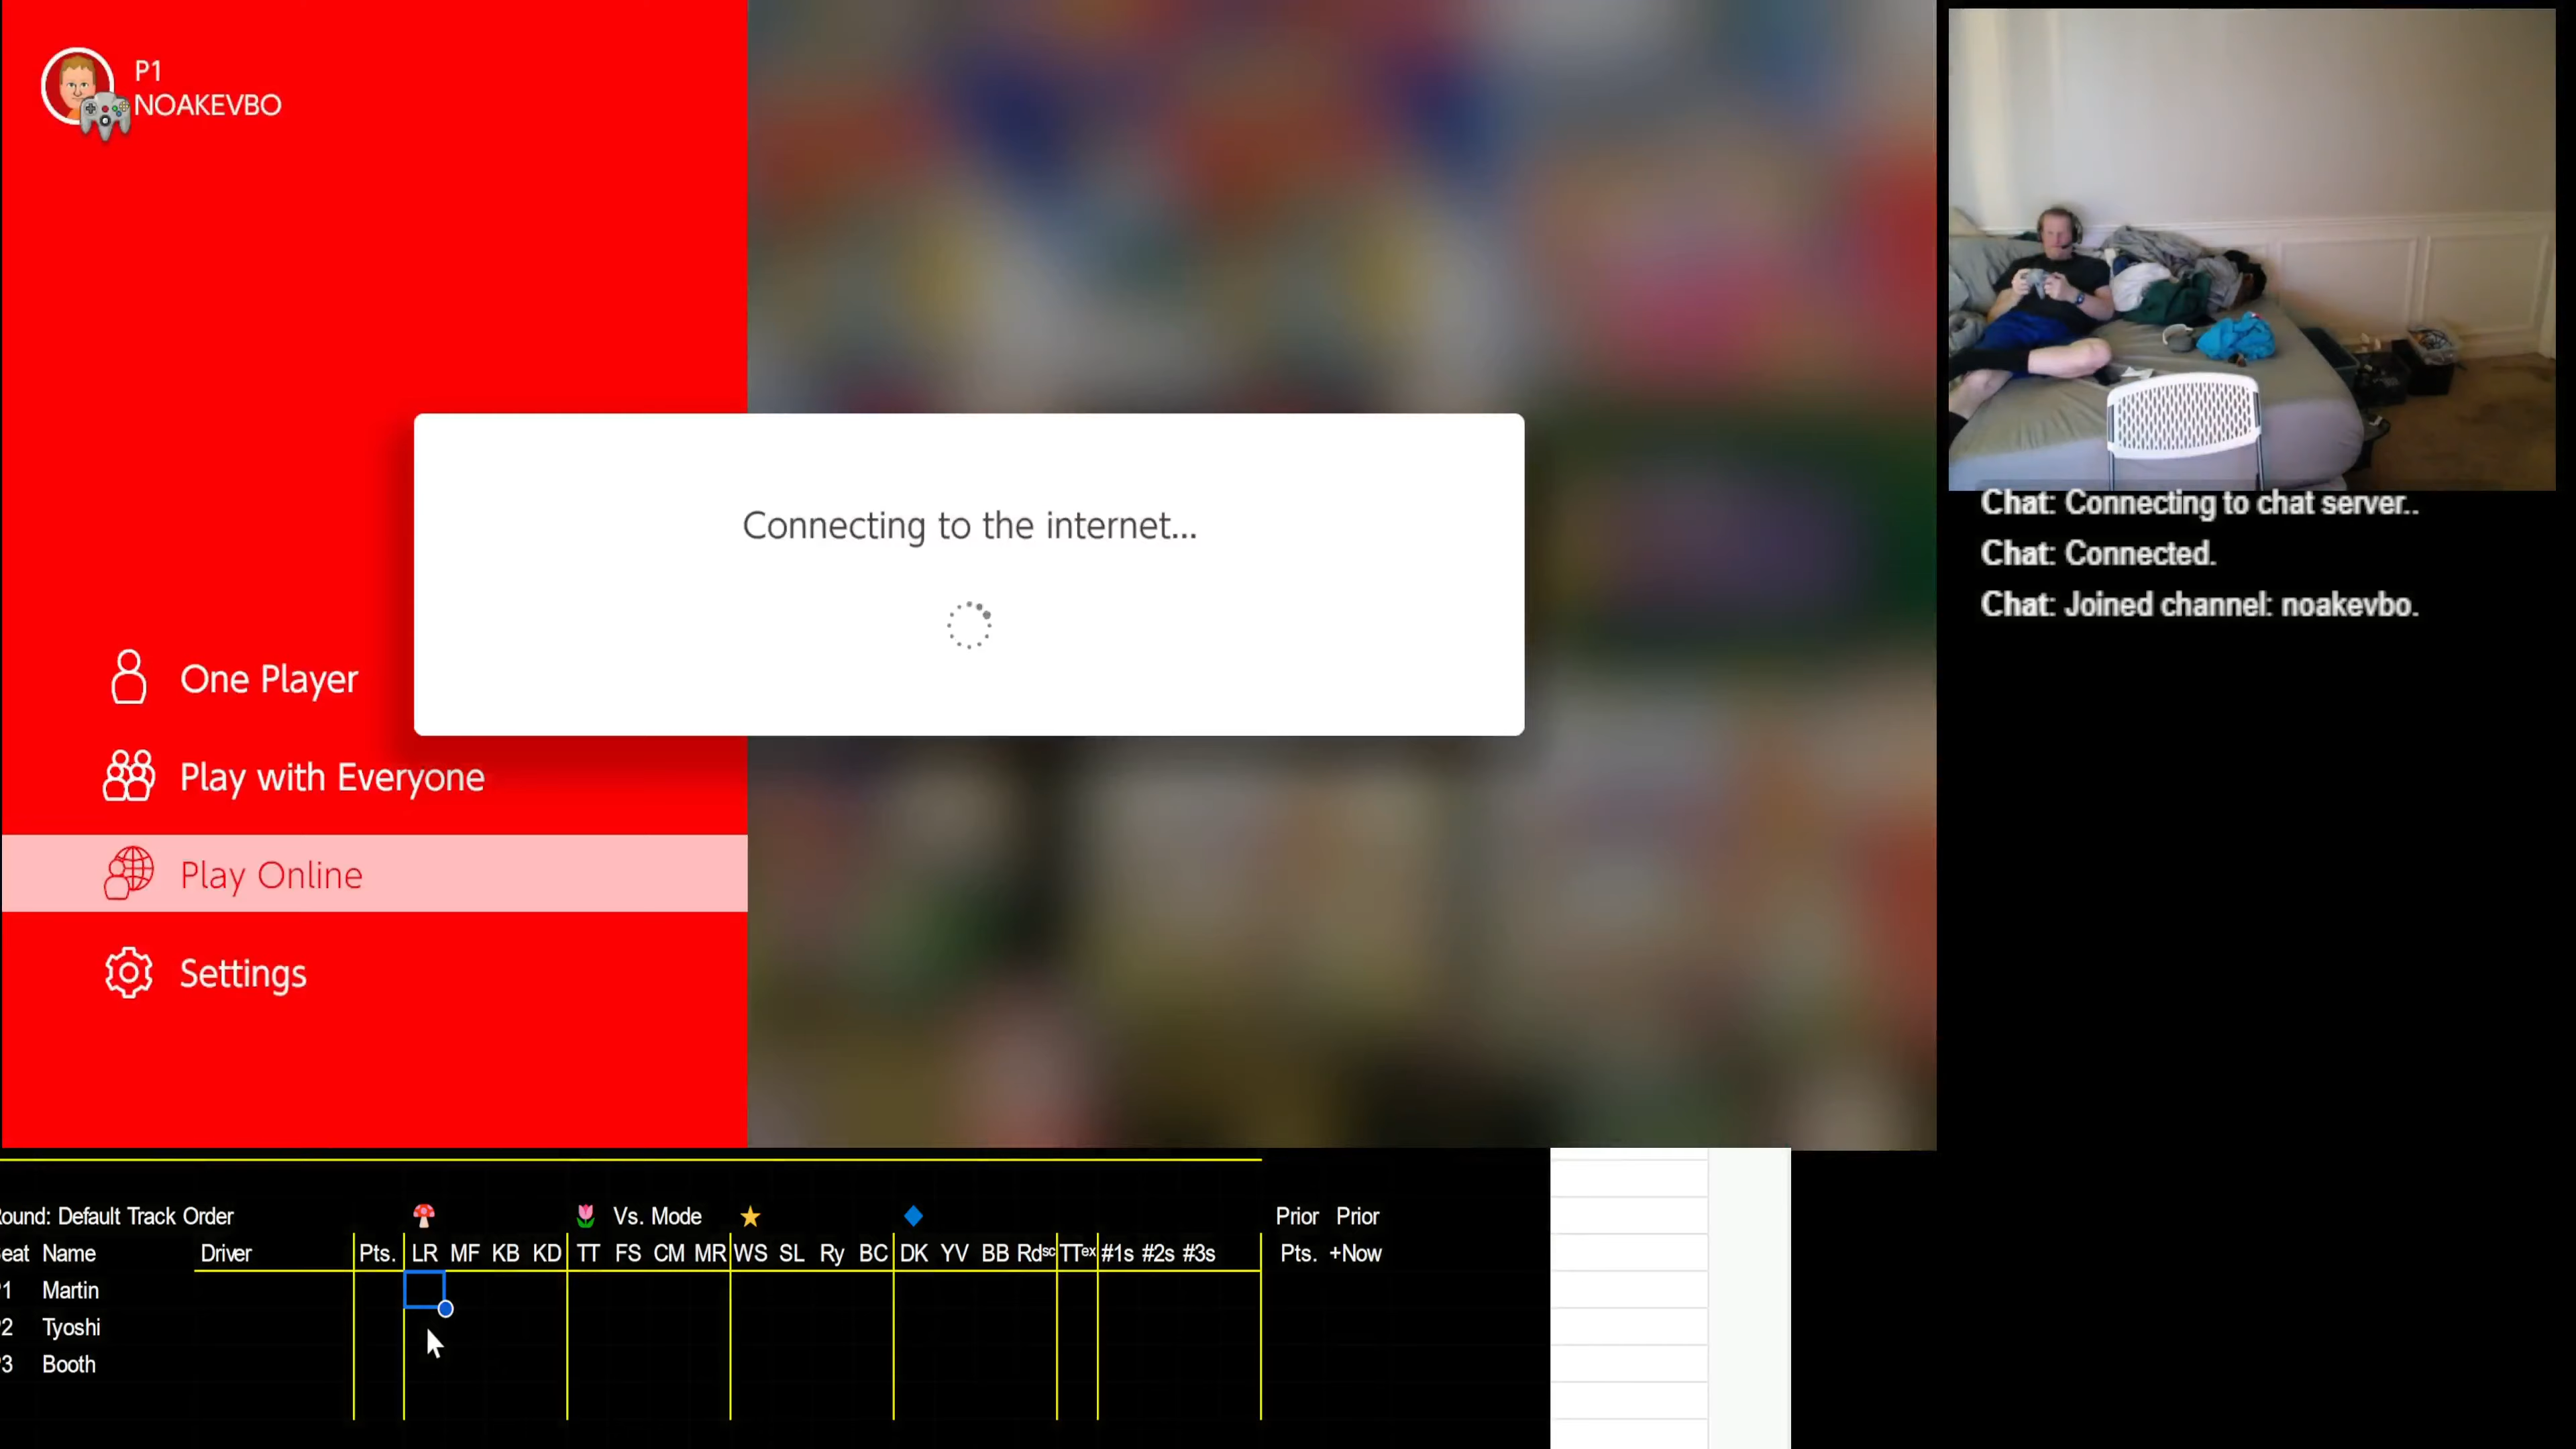 P1
NOAKEVBO
Connecting to the internet...
One Player
Play with Everyone
Play Online
Settings
Chat: Connecting to chat server..
Chat: Connected.
Chat: Joined channel: noakevbo.
ound: Default Track Order Vs. Mode Prior Prior
eat Name Driver Pts. LR MF KB KD TT FS CM MR WS SL Ry BC DK YV BB Rdsc TTex #1s #2s #3s Pts. +Now
1 Martin
2 Tyoshi
3 Booth